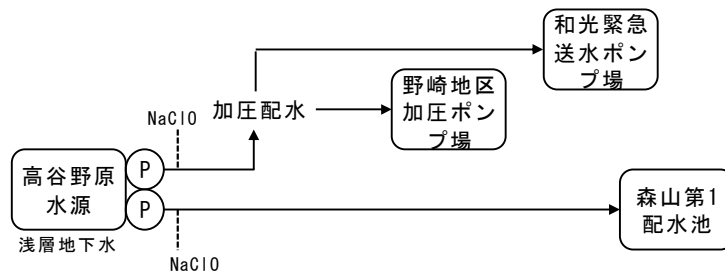 和光緊急
送水ポン
プ場
野崎地区
加圧ポン
プ場
加圧配水
NaClO
高谷野原
水源
P
P
森山第1
配水池
浅層地下水
NaClO